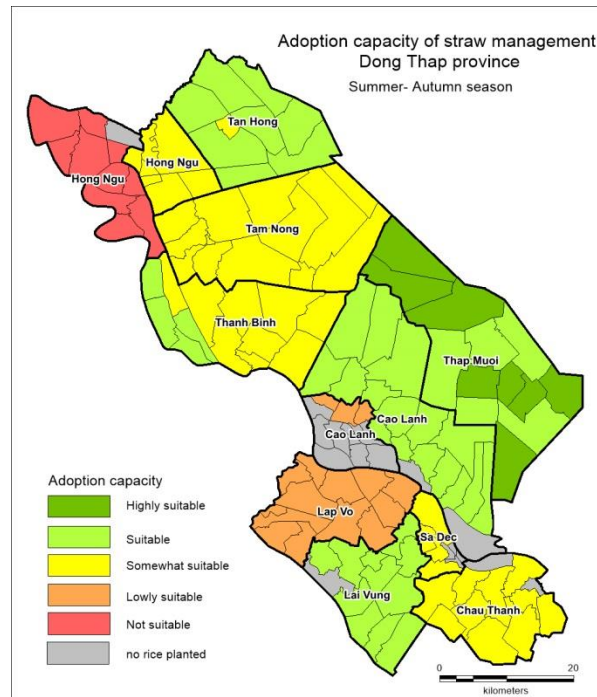 Adoption capacity of straw management
Dong Thap province
Summer- Autumn season
Tan Hong
Hong Ngu
Hong Ngu
Tam Nong
Thanh Binh
Thap Muoi
Cao Lanh
Cao Lanh
Lap Vo
Sa Dec
Lai Vung
Chau Thanh
Adoption capacity
Highly suitable
Suitable
Somewhat suitable
Lowly suitable
Not suitable
no rice planted
0 20
kilometers